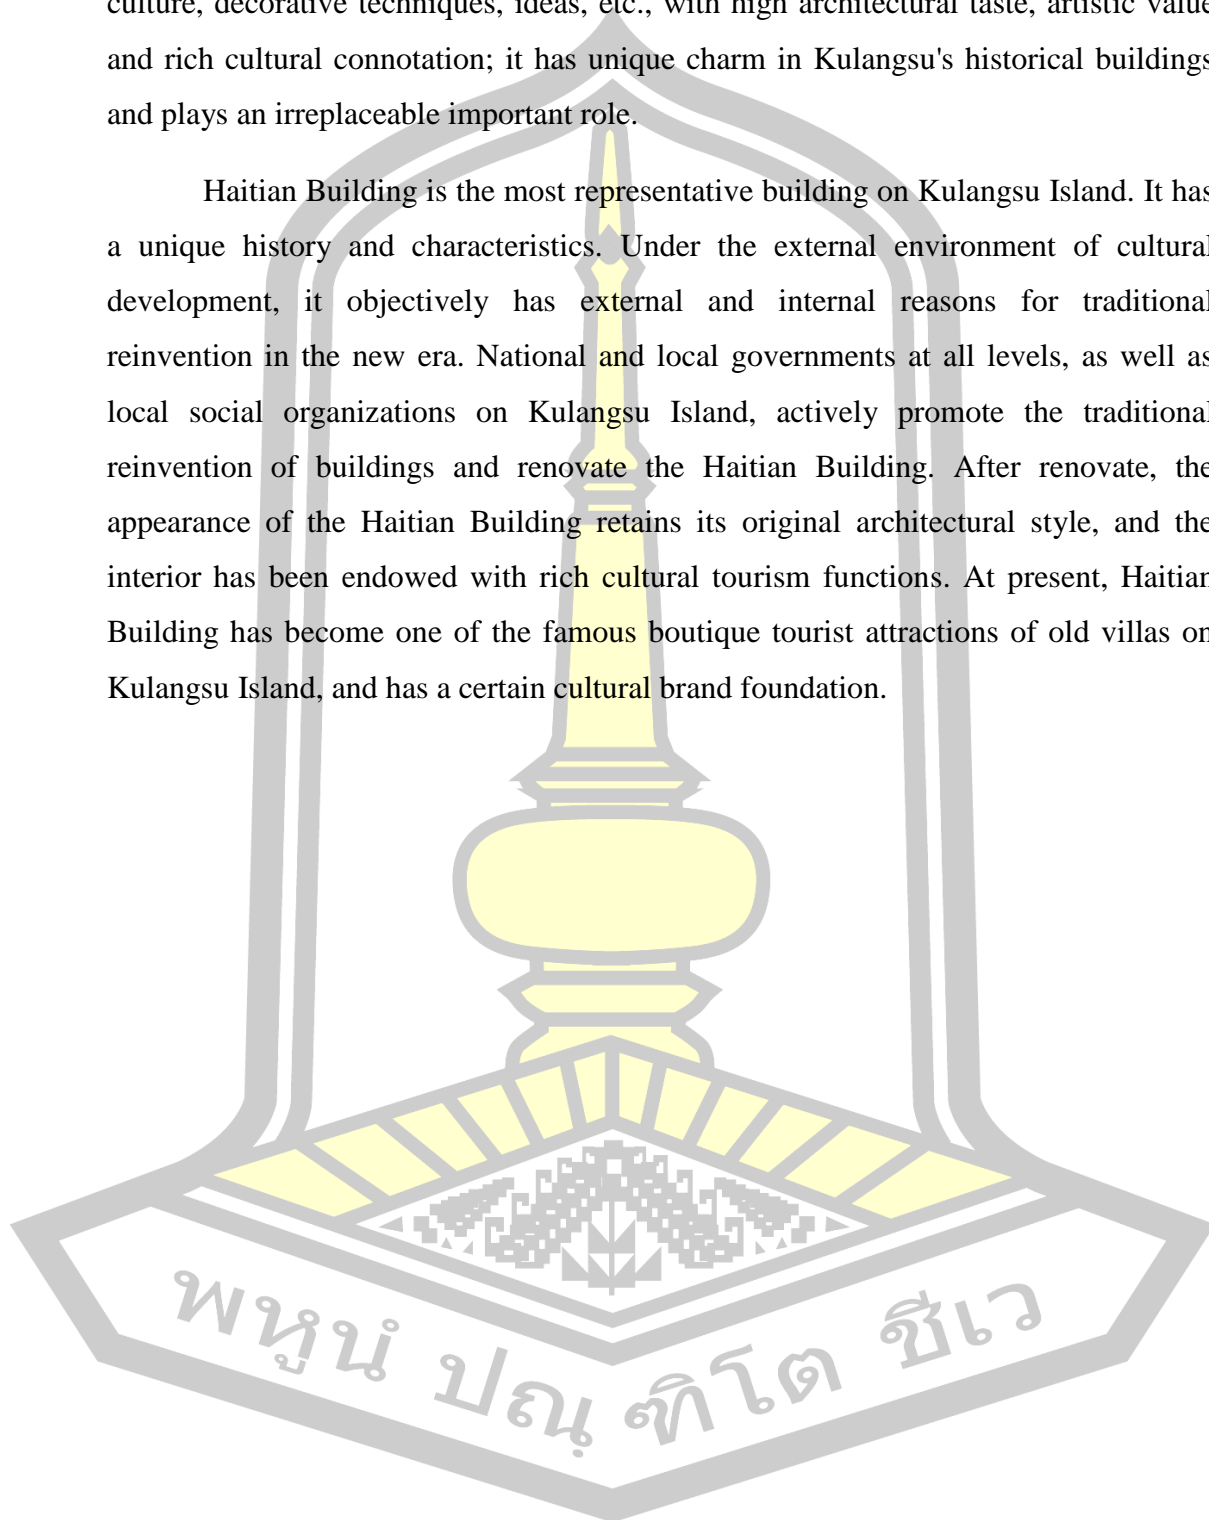 culture, decorative techniques, ideas, etc., with high architectural taste, artistic value
and rich cultural connotation; it has unique charm in Kulangsu's historical buildings
and plays an irreplaceable important role.
Haitian Building is the most representative building on Kulangsu Island. It has
a unique history and characteristics. Under the external environment of cultural
development, it objectively has external and internal reasons for traditional
reinvention in the new era. National and local governments at all levels, as well as
local social organizations on Kulangsu Island, actively promote the traditional
reinvention of buildings and renovate the Haitian Building. After renovate, the
appearance of the Haitian Building retains its original architectural style, and the
interior has been endowed with rich cultural tourism functions. At present, Haitian
Building has become one of the famous boutique tourist attractions of old villas on
Kulangsu Island, and has a certain cultural brand foundation.
พหูนํ ปณฺ ฑิโต ชีเว